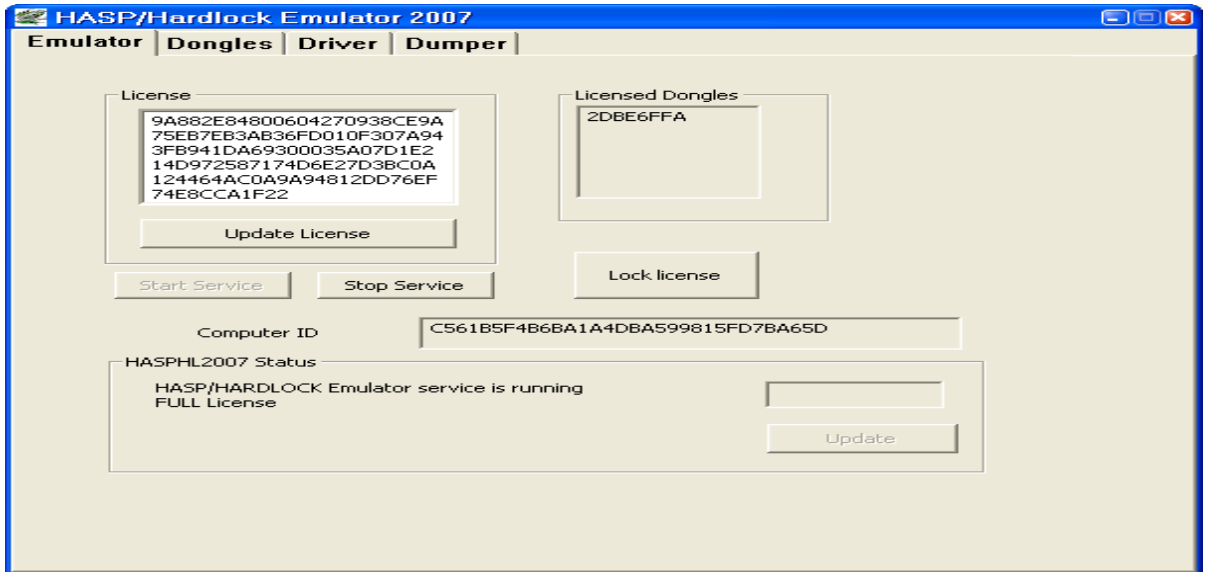 HASP/Hardlock Emulator 2007
Emulator Dongles Driver Dumper
License
9A882E84800604270938CE9A
75EB7EB3AB36FD010F307A94
3FB941DA69300035A07D1E2
14D972587174D6E27D3BC0A
124464AC0A9A94812DD76EF
74E8CCA1F22
Update License
Licensed Dongles
2DBE6FFA
Start Service
Stop Service
Lock license
Computer ID
C561B5F4B6BA1A4DBA599815FD7BA65D
HASPHL2007 Status
HASP/HARDLOCK Emulator service is running
FULL License
Update